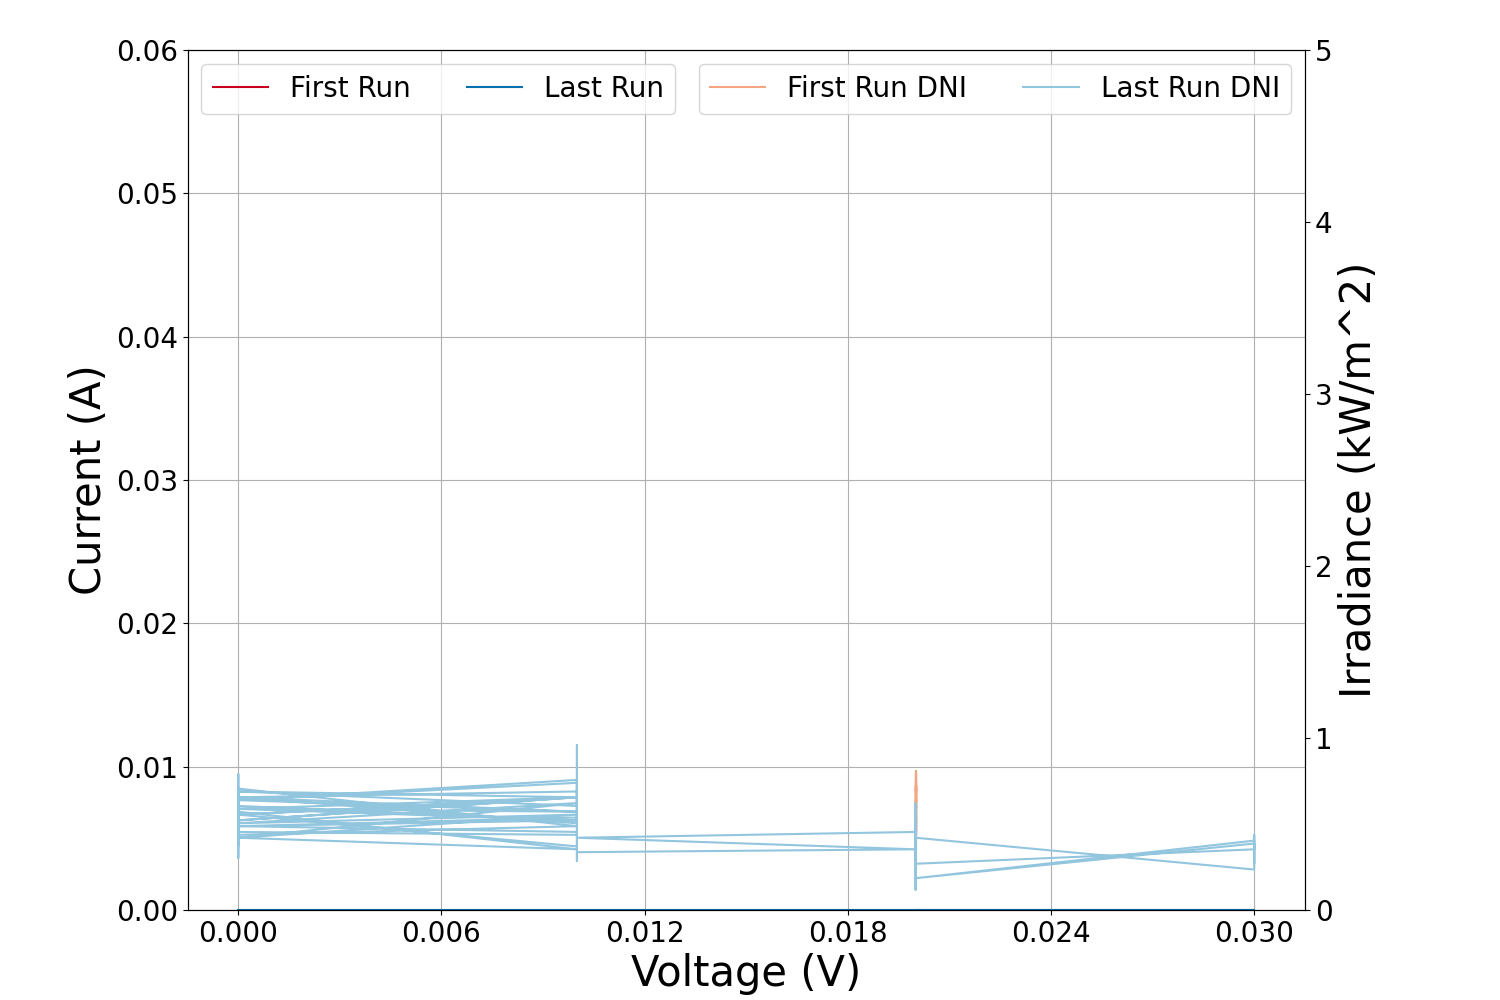 First Run
Last Run
First Run DNI
Last Run DNI
0.06
0.05
0.04
0.03
0.02
0.01
0.00
Current (A)
5
4
3
2
1
0
Irradiance (kW/m^2)
0.000
0.006
0.012
0.018
0.024
0.030
Voltage (V)